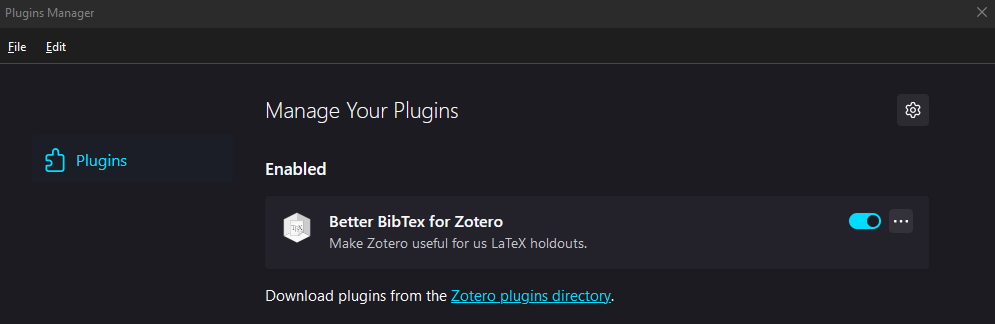 Plugins Manager
File Edit
Manage Your Plugins
Plugins
Enabled
Better BibTex for Zotero
Make Zotero useful for us LaTeX holdouts.
Download plugins from the Zotero plugins directory.